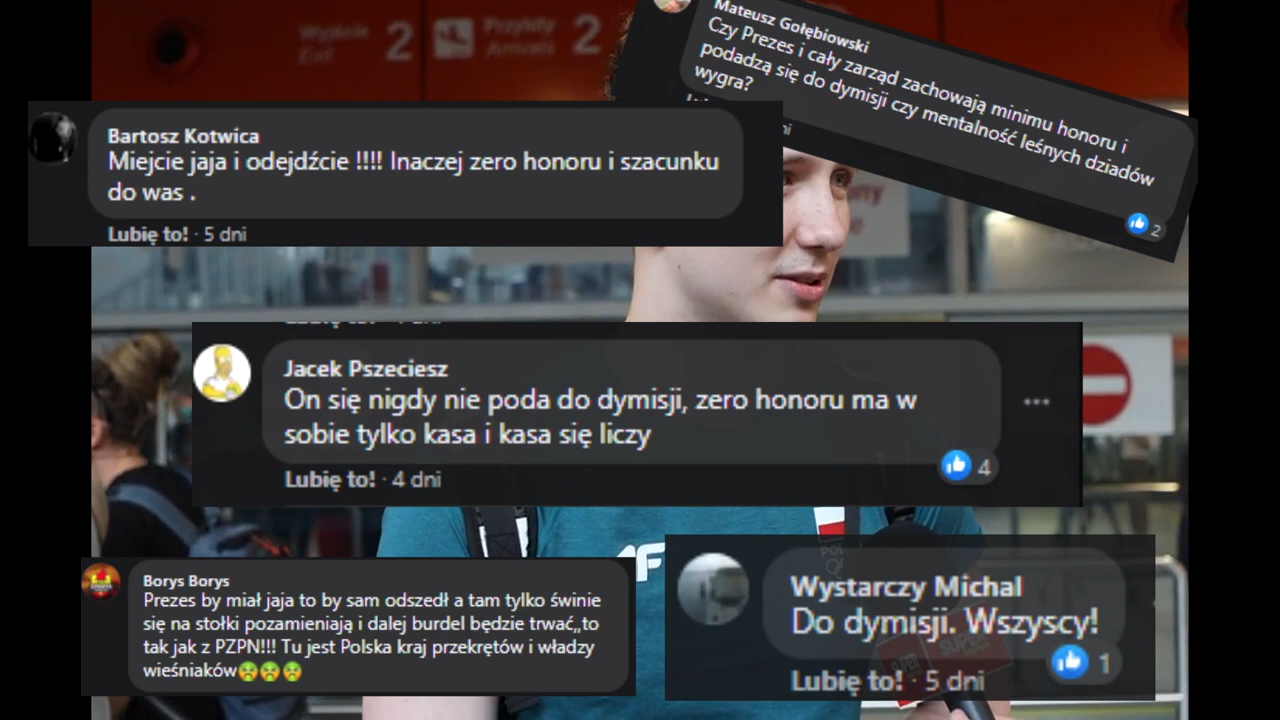 Wyjście
Exit
2
Przyloty
Arrivals
2
Mateusz Gołębiowski
Czy Prezes i cały zarząd zachowają minimu honoru i
podadzą się do dymisji czy mentalność leśnych dziadów
wygra?
2
Bartosz Kotwica
Miejcie jaja i odejdźcie !!!! Inaczej zero honoru i szacunku
do was .
Lubię to! · 5 dni
Jacek Pszeciesz
On się nigdy nie poda do dymisji, zero honoru ma w
sobie tylko kasa i kasa się liczy
Lubię to! · 4 dni
4
Borys Borys
Prezes by miał jaja to by sam odszedł a tam tylko świnie
się na stołki pozamieniają i dalej burdel będzie trwać,,to
tak jak z PZPN!!! Tu jest Polska kraj przekrętów i władzy
wieśniaków
Wystarczy Michal
Do dymisji. Wszyscy!
1
Lubię to! · 5 dni